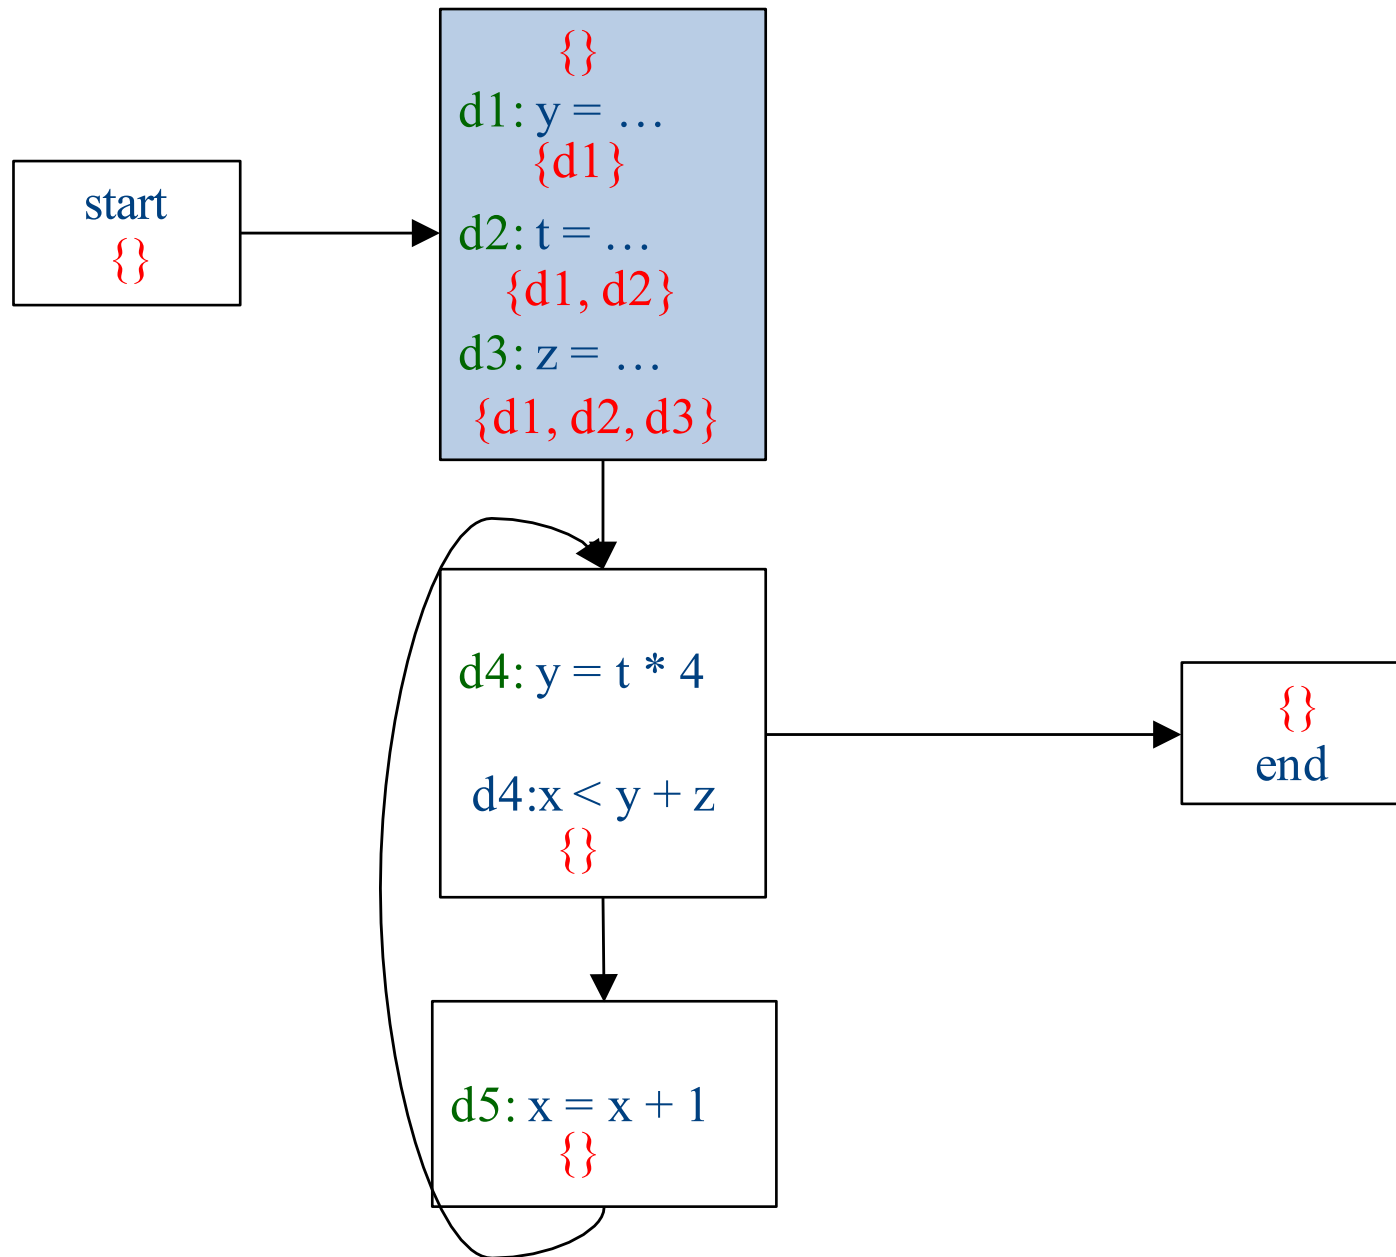 start
{}
{}
d1: y = …
{d1}
d2: t = …
{d1, d2}
d3: z = …
{d1, d2, d3}
d4: y = t * 4
d4:x < y + z
{}
{}
end
d5: x = x + 1
{}